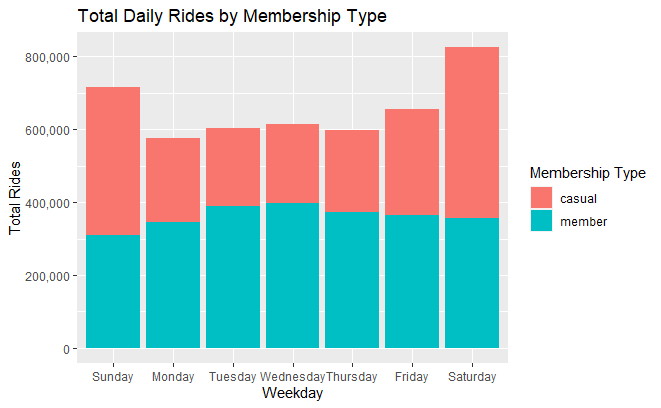 Total Daily Rides by Membership Type
Total Rides
800,000
600,000
400,000
200,000
0
Sunday Monday Tuesday Wednesday Thursday Friday Saturday
Weekday
Membership Type
casual
member